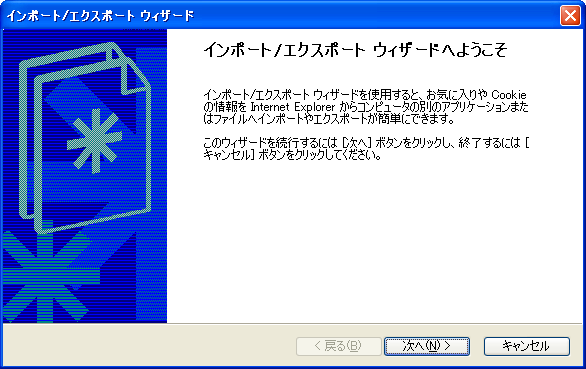 インポート/エクスポート ウィザード
インポート/エクスポート ウィザードへようこそ
インポート/エクスポート ウィザードを使用すると、お気に入りや Cookie
の情報を Internet Explorer からコンピュータの別のアプリケーションまた
はファイルへインポートやエクスポートが簡単にできます。
このウィザードを続行するには [次へ] ボタンをクリックし、終了するには [
キャンセル] ボタンをクリックしてください。
< 戻る(B)
次へ(N) >
キャンセル